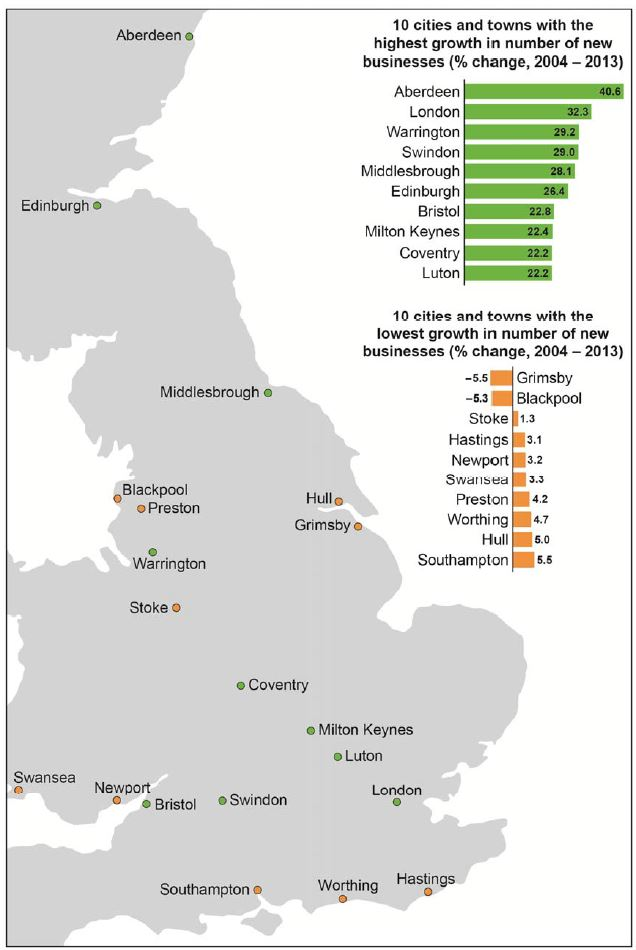 10 cities and towns with the
highest growth in number of new
businesses (% change, 2004 – 2013)
Aberdeen 40.6
London 32.3
Warrington 29.2
Swindon 29.0
Middlesbrough 28.1
Edinburgh 26.4
Bristol 22.8
Milton Keynes 22.4
Coventry 22.2
Luton 22.2
10 cities and towns with the
lowest growth in number of new
businesses (% change, 2004 – 2013)
–5.5 Grimsby
–5.3 Blackpool
Stoke 1.3
Hastings 3.1
Newport 3.2
Swansea 3.3
Preston 4.2
Worthing 4.7
Hull 5.0
Southampton 5.5
Aberdeen
Edinburgh
Middlesbrough
Blackpool
Preston
Hull
Grimsby
Warrington
Stoke
Coventry
Milton Keynes
Luton
Swansea
Newport
Bristol
Swindon
London
Southampton
Worthing
Hastings